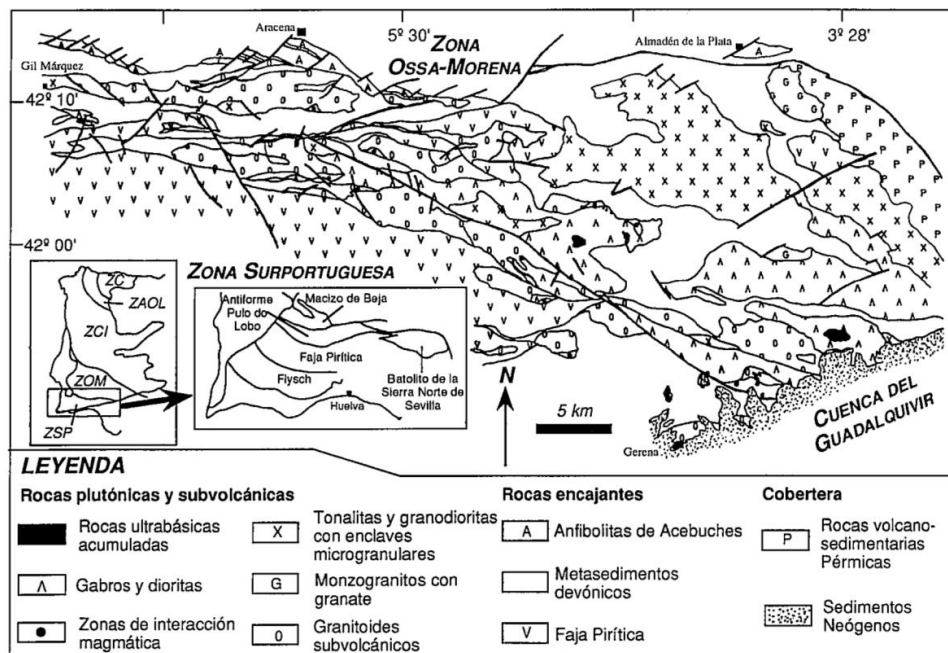 Aracena
5º 30'
ZONA
OSSA-MORENA
Almadén de la Plata
3º 28'
Gil Márquez
42º 10'
42º 00'
ZONA SURPORTUGUESA
ZC
ZAOL
ZCI
ZOM
ZSP
Antiforme
Pulo do
Lobo
Macizo de Beja
Faja Pirítica
Flysch
Huelva
Batolito de la
Sierra Norte de
Sevilla
N
5 km
Gerena
CUENCA DEL
GUADALQUIVIR
LEYENDA
Rocas plutónicas y subvolcánicas
Rocas ultrabásicas
acumuladas
Λ Gabros y dioritas
Zonas de interacción
magmática
X Tonalitas y granodioritas
con enclaves
microgranulares
G Monzogranitos con
granate
0 Granitoides
subvolcánicos
Rocas encajantes
A Anfibolitas de Acebuches
Metasedimentos
devónicos
V Faja Pirítica
Cobertera
P Rocas volcano-
sedimentarias
Pérmicas
Sedimentos
Neógenos